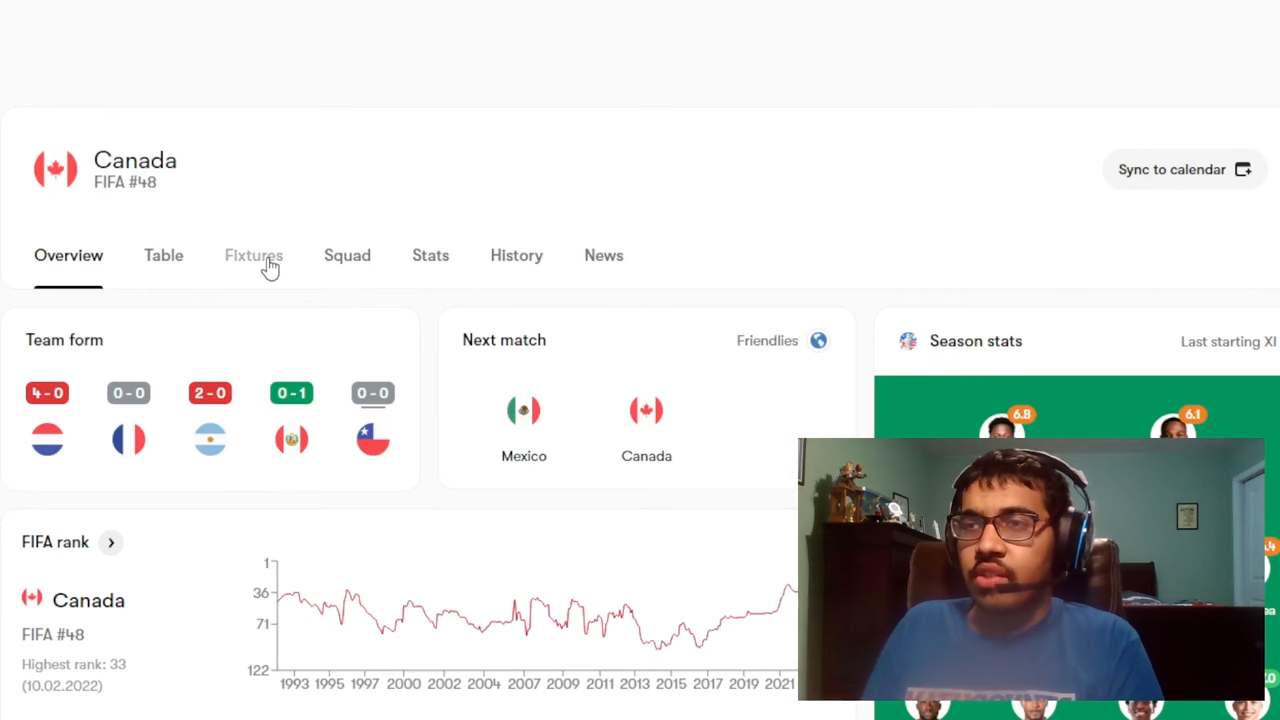 Canada
FIFA #48
Sync to calendar
Overview Table Fixtures Squad Stats History News
Team form
4 - 0 0 - 0 2 - 0 0 - 1 0 - 0
Next match Friendlies
Mexico Canada
Season stats Last starting XI
6.8 6.1
FIFA rank
Canada
FIFA #48
Highest rank: 33
(10.02.2022)
1
36
71
122
1993 1995 1997 2000 2002 2004 2007 2009 2011 2013 2015 2017 2019 2021